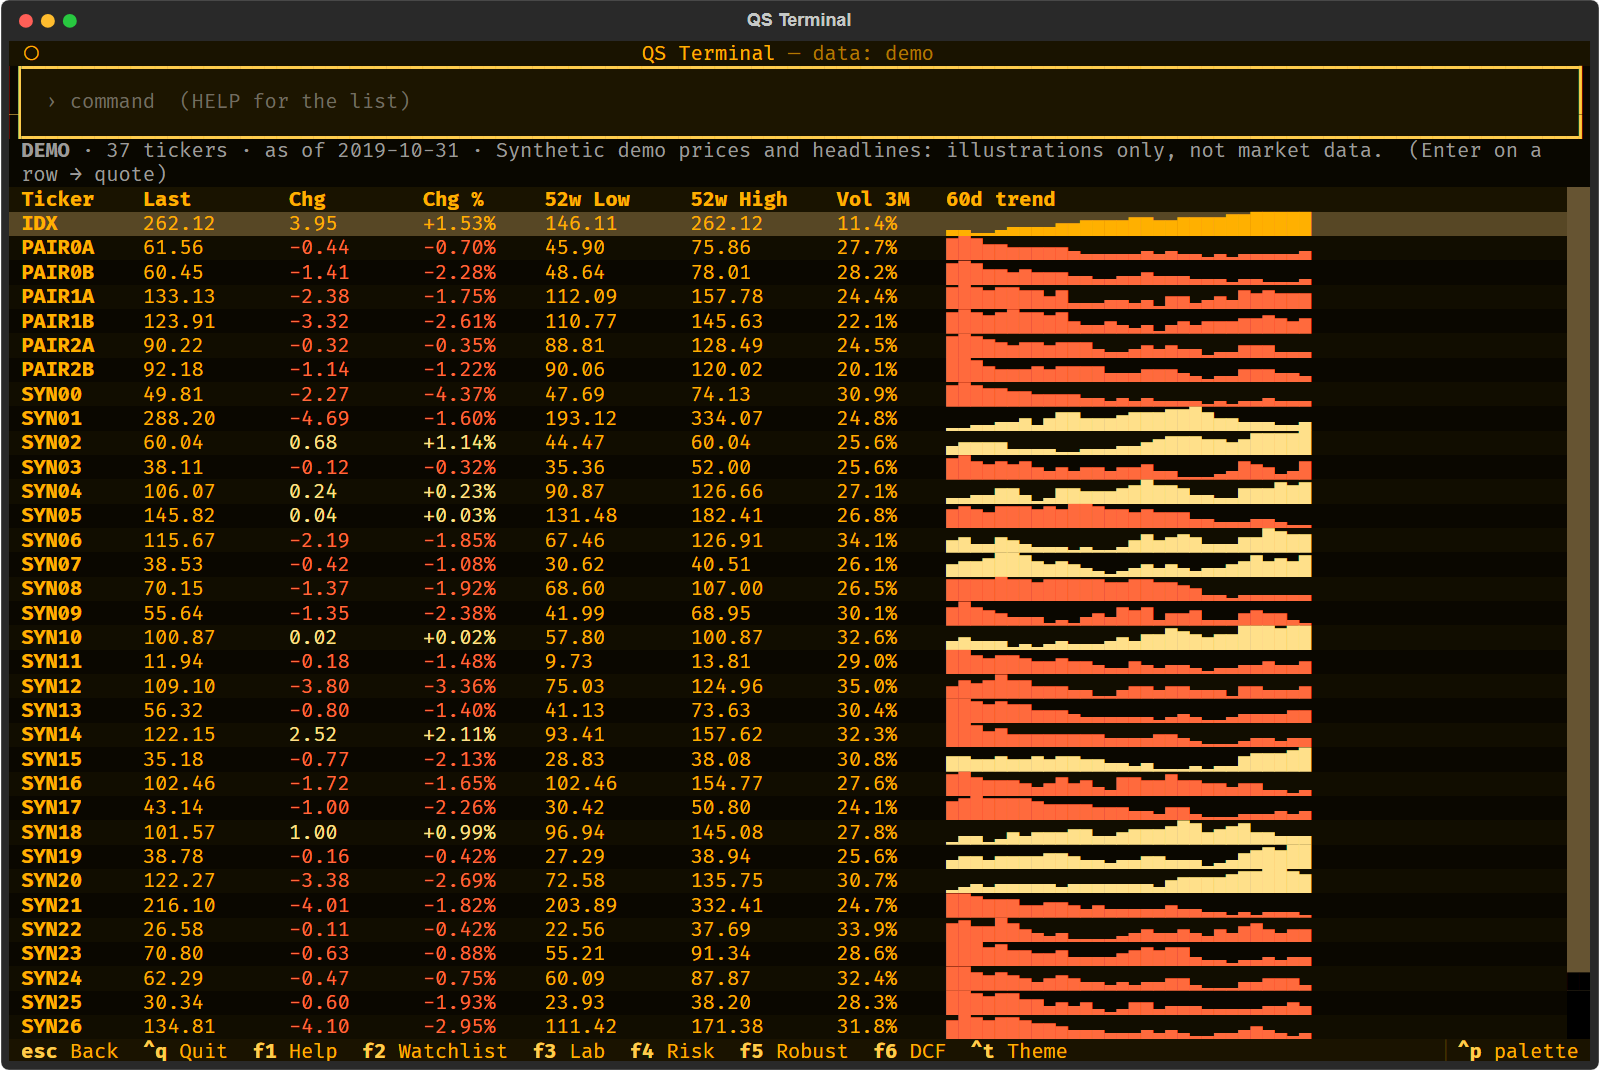 QS Terminal
QS Terminal — data: demo
› command  (HELP for the list)
DEMO · 37 tickers · as of 2019-10-31 · Synthetic demo prices and headlines: illustrations only, not market data.  (Enter on a
row → quote)
Ticker Last Chg Chg % 52w Low 52w High Vol 3M 60d trend
IDX 262.12 3.95 +1.53% 146.11 262.12 11.4%
PAIR0A 61.56 -0.44 -0.70% 45.90 75.86 27.7%
PAIR0B 60.45 -1.41 -2.28% 48.64 78.01 28.2%
PAIR1A 133.13 -2.38 -1.75% 112.09 157.78 24.4%
PAIR1B 123.91 -3.32 -2.61% 110.77 145.63 22.1%
PAIR2A 90.22 -0.32 -0.35% 88.81 128.49 24.5%
PAIR2B 92.18 -1.14 -1.22% 90.06 120.02 20.1%
SYN00 49.81 -2.27 -4.37% 47.69 74.13 30.9%
SYN01 288.20 -4.69 -1.60% 193.12 334.07 24.8%
SYN02 60.04 0.68 +1.14% 44.47 60.04 25.6%
SYN03 38.11 -0.12 -0.32% 35.36 52.00 25.6%
SYN04 106.07 0.24 +0.23% 90.87 126.66 27.1%
SYN05 145.82 0.04 +0.03% 131.48 182.41 26.8%
SYN06 115.67 -2.19 -1.85% 67.46 126.91 34.1%
SYN07 38.53 -0.42 -1.08% 30.62 40.51 26.1%
SYN08 70.15 -1.37 -1.92% 68.60 107.00 26.5%
SYN09 55.64 -1.35 -2.38% 41.99 68.95 30.1%
SYN10 100.87 0.02 +0.02% 57.80 100.87 32.6%
SYN11 11.94 -0.18 -1.48% 9.73 13.81 29.0%
SYN12 109.10 -3.80 -3.36% 75.03 124.96 35.0%
SYN13 56.32 -0.80 -1.40% 41.13 73.63 30.4%
SYN14 122.15 2.52 +2.11% 93.41 157.62 32.3%
SYN15 35.18 -0.77 -2.13% 28.83 38.08 30.8%
SYN16 102.46 -1.72 -1.65% 102.46 154.77 27.6%
SYN17 43.14 -1.00 -2.26% 30.42 50.80 24.1%
SYN18 101.57 1.00 +0.99% 96.94 145.08 27.8%
SYN19 38.78 -0.16 -0.42% 27.29 38.94 25.6%
SYN20 122.27 -3.38 -2.69% 72.58 135.75 30.7%
SYN21 216.10 -4.01 -1.82% 203.89 332.41 24.7%
SYN22 26.58 -0.11 -0.42% 22.56 37.69 33.9%
SYN23 70.80 -0.63 -0.88% 55.21 91.34 28.6%
SYN24 62.29 -0.47 -0.75% 60.09 87.87 32.4%
SYN25 30.34 -0.60 -1.93% 23.93 38.20 28.3%
SYN26 134.81 -4.10 -2.95% 111.42 171.38 31.8%
esc Back ^q Quit f1 Help f2 Watchlist f3 Lab f4 Risk f5 Robust f6 DCF ^t Theme ^p palette